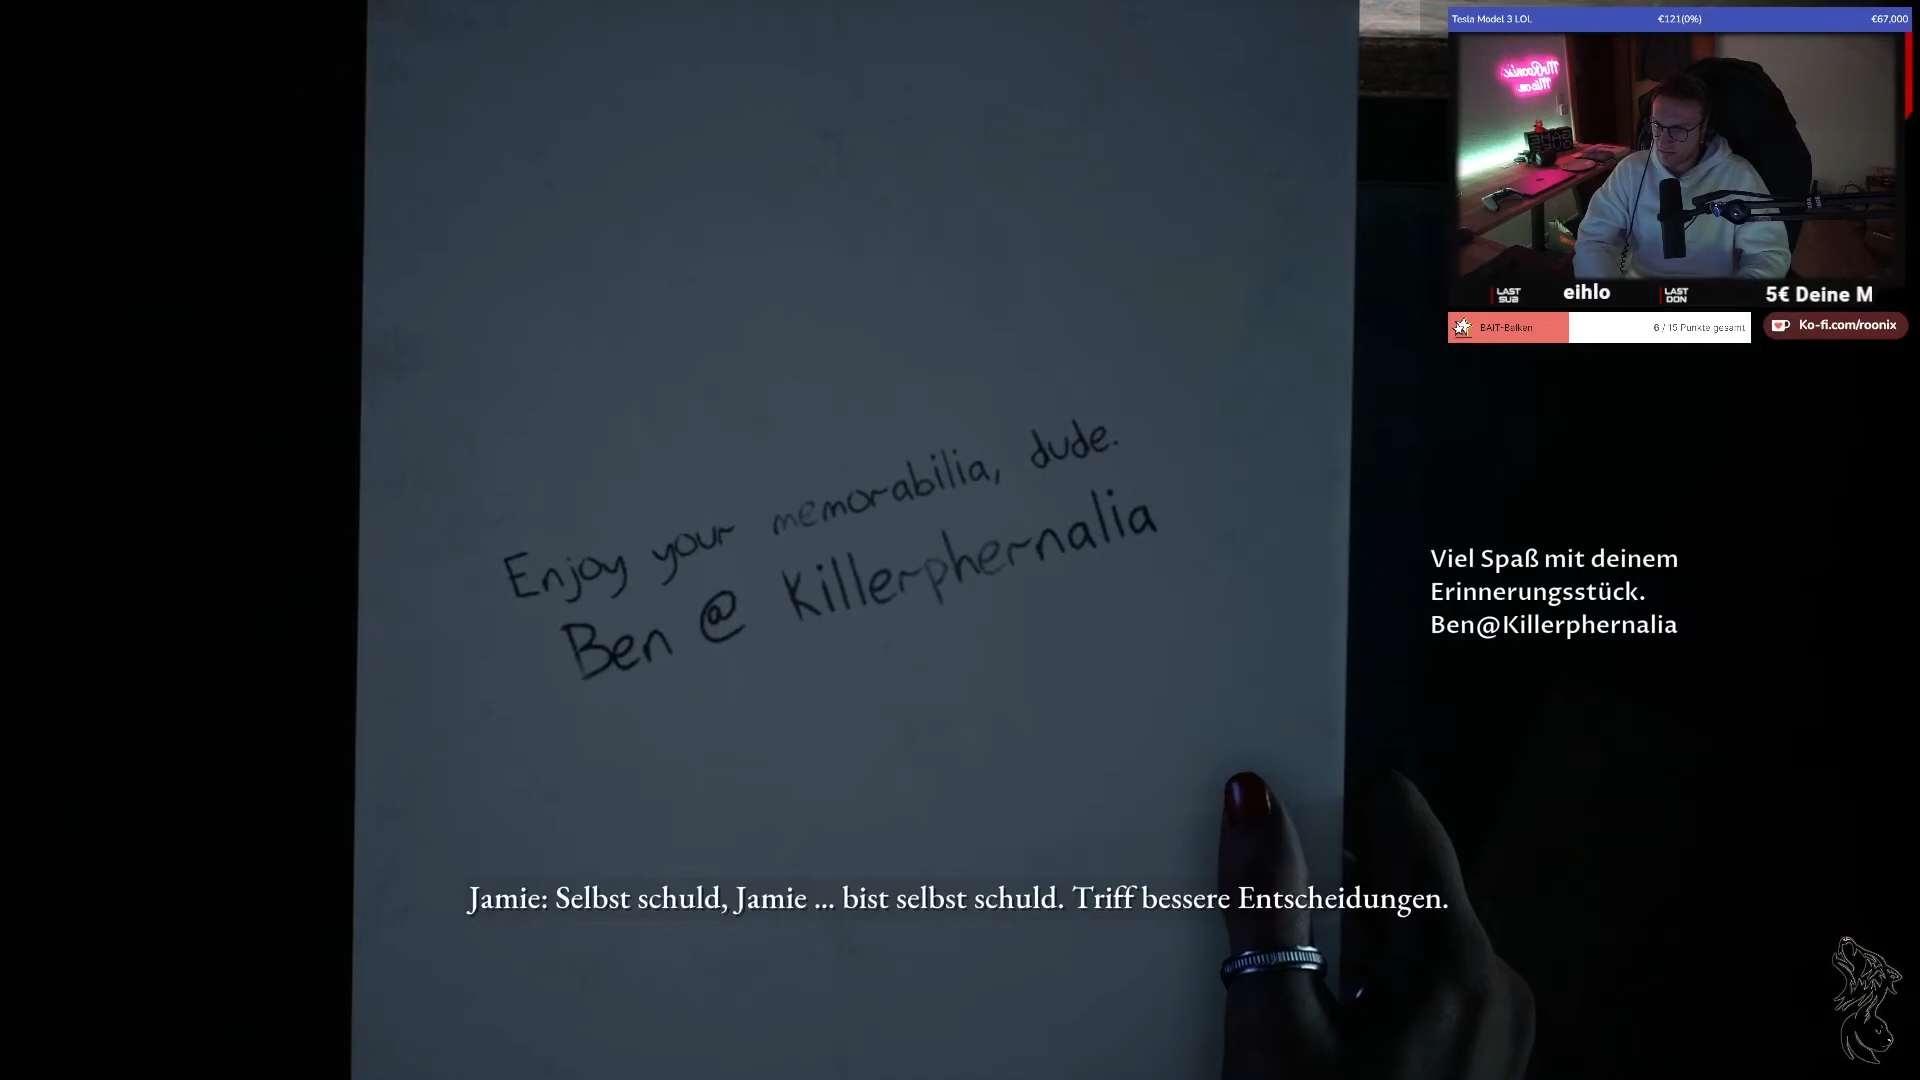 Tesla Model 3 LOL €121(0%) €67,000
LAST SUB eihlo LAST DON 5€ Deine M
BAIT-Balken 6 / 15 Punkte gesamt Ko-fi.com/roonix
Enjoy your memorabilia, dude.
Ben @ Killerphernalia
Viel Spaß mit deinem
Erinnerungsstück.
Ben@Killerphernalia
Jamie: Selbst schuld, Jamie ... bist selbst schuld. Triff bessere Entscheidungen.